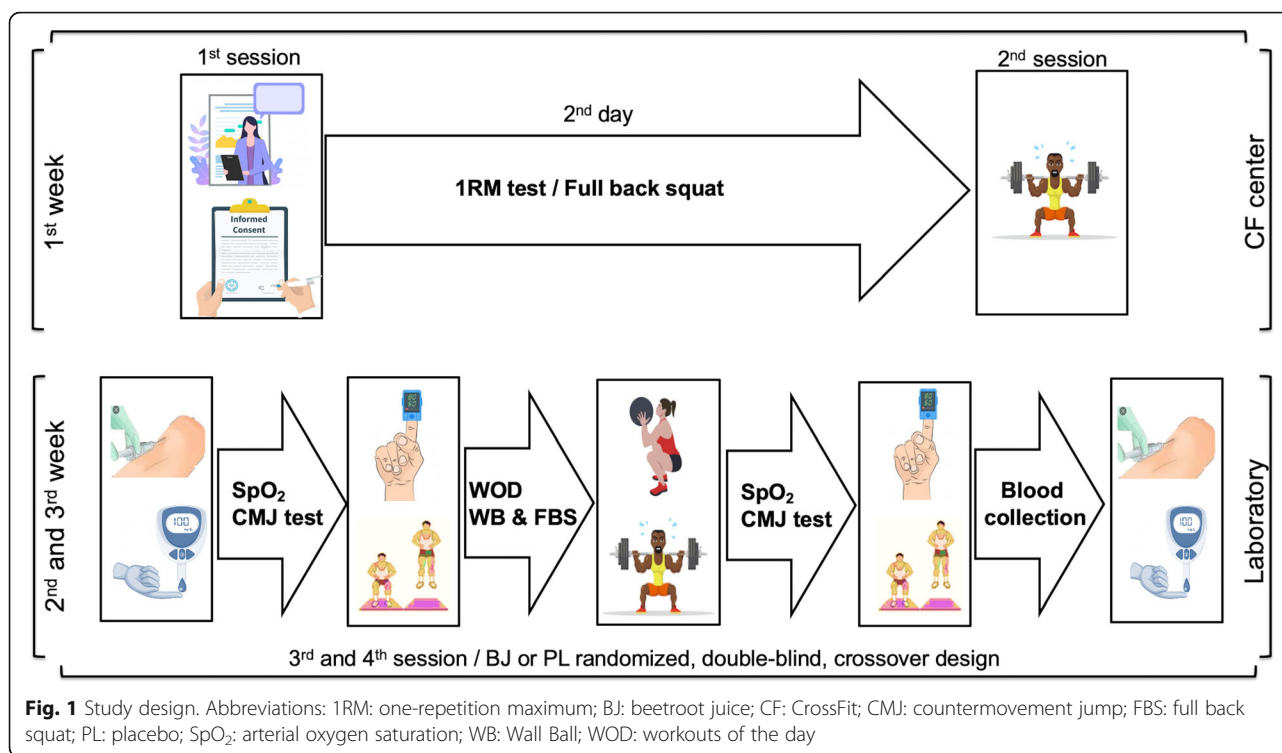 1st session
2nd session
1st week
Informed
Consent
2nd day
1RM test / Full back squat
CF center
2nd and 3rd week
100
SpO₂
CMJ test
WOD
WB & FBS
SpO₂
CMJ test
Blood
collection
100
Laboratory
3rd and 4th session / BJ or PL randomized, double-blind, crossover design
Fig. 1 Study design. Abbreviations: 1RM: one-repetition maximum; BJ: beetroot juice; CF: CrossFit; CMJ: countermovement jump; FBS: full back
squat; PL: placebo; SpO₂: arterial oxygen saturation; WB: Wall Ball; WOD: workouts of the day